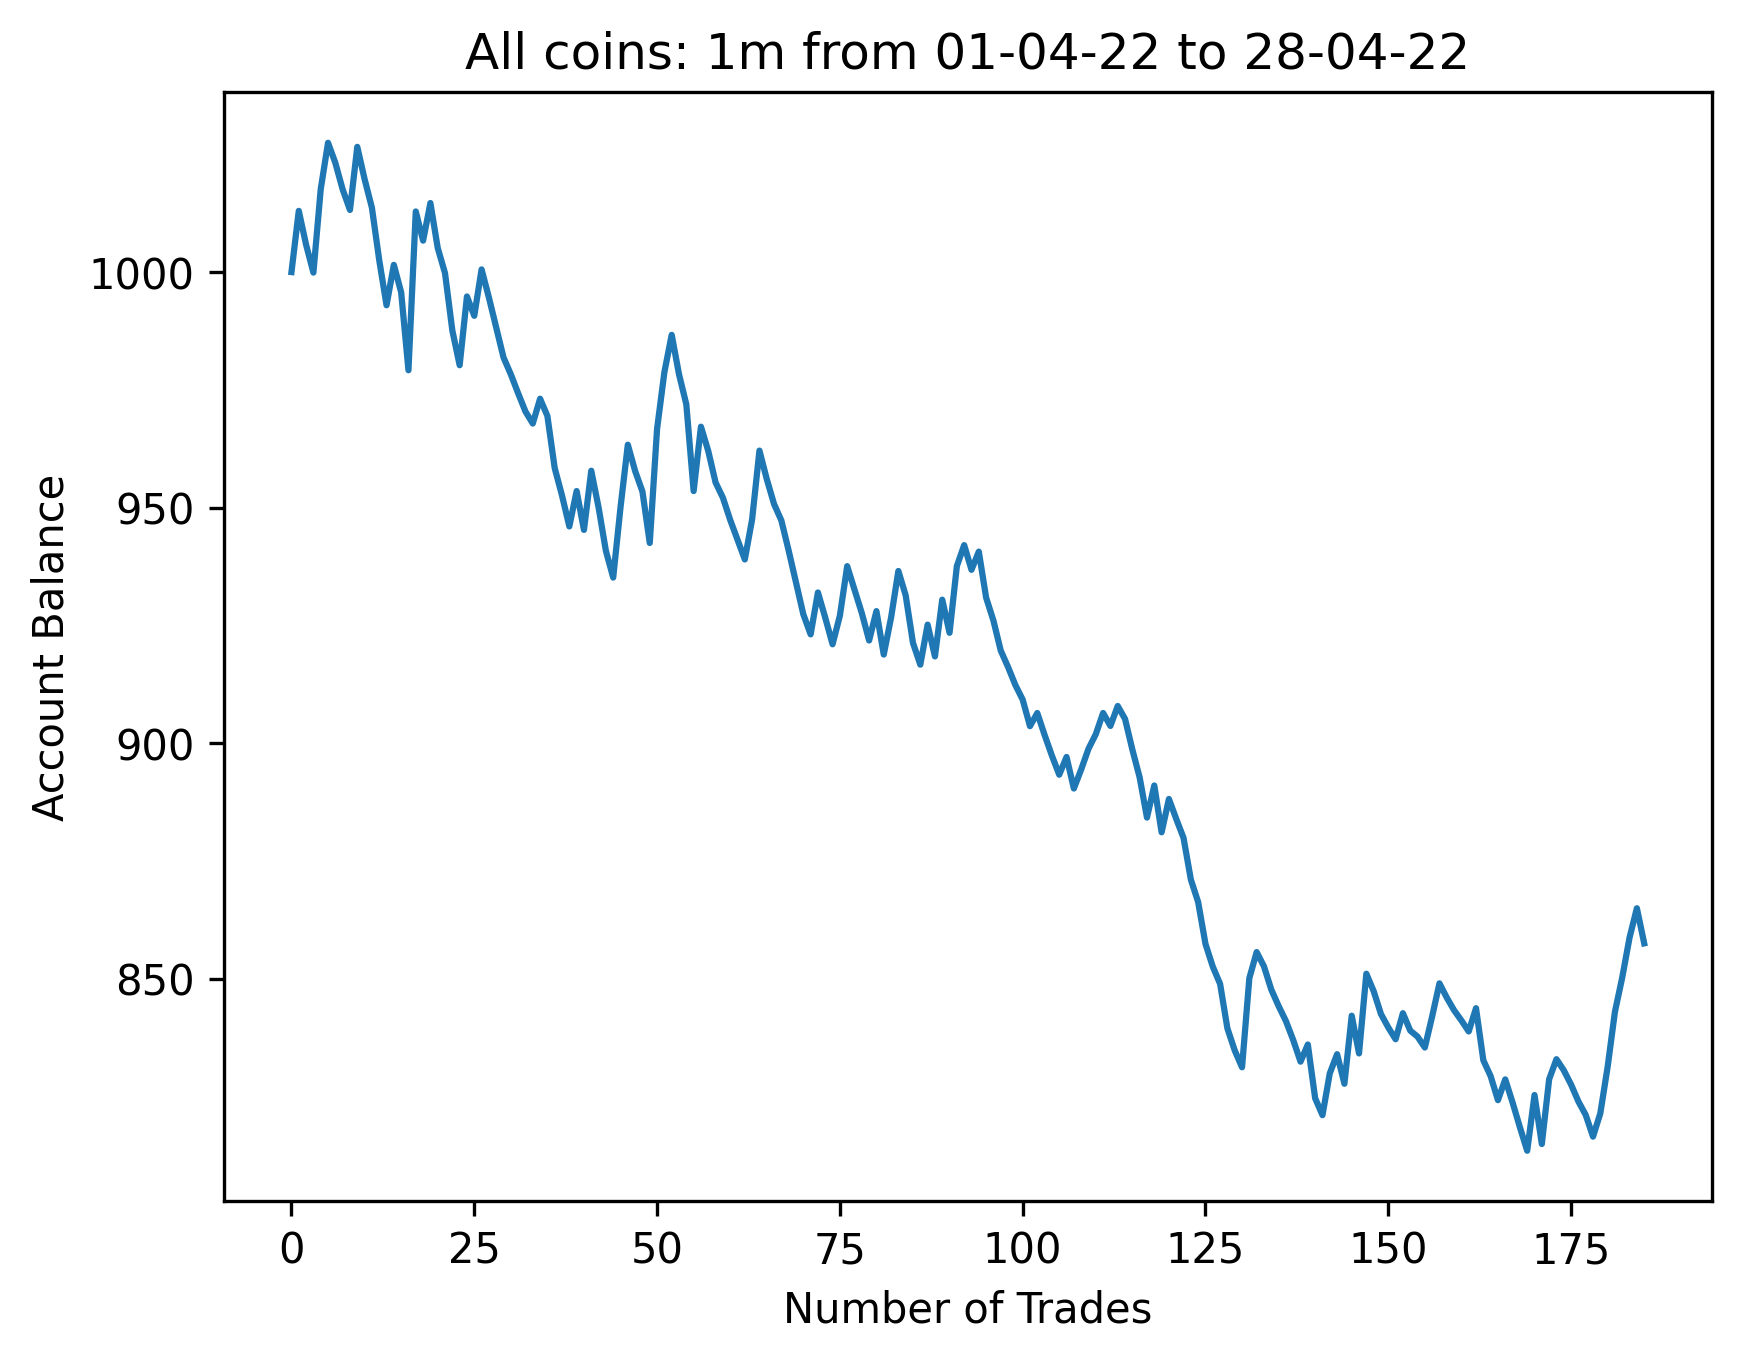 All coins: 1m from 01-04-22 to 28-04-22
Account Balance
1000
950
900
850
0 25 50 75 100 125 150 175
Number of Trades